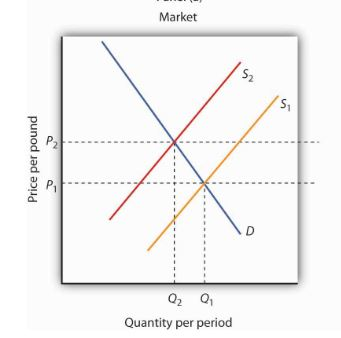 Market
S₂
S₁
P₂
P₁
Price per pound
D
Q₂ Q₁
Quantity per period